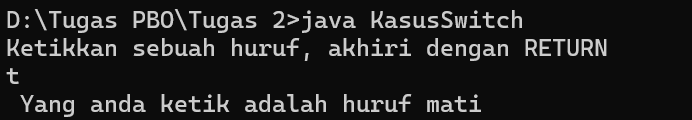 D:\Tugas PBO\Tugas 2>java KasusSwitch
Ketikkan sebuah huruf, akhiri dengan RETURN
t
 Yang anda ketik adalah huruf mati